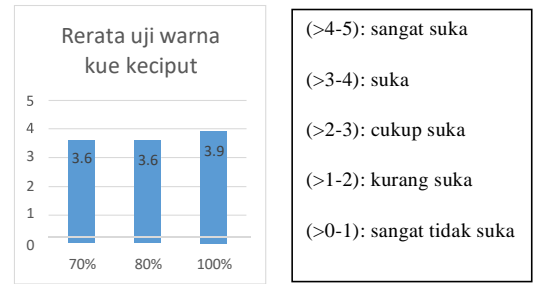 Rerata uji warna
kue keciput
5
4
3
2
1
0
3.6
3.6
3.9
70%
80%
100%
(>4-5): sangat suka
(>3-4): suka
(>2-3): cukup suka
(>1-2): kurang suka
(>0-1): sangat tidak suka